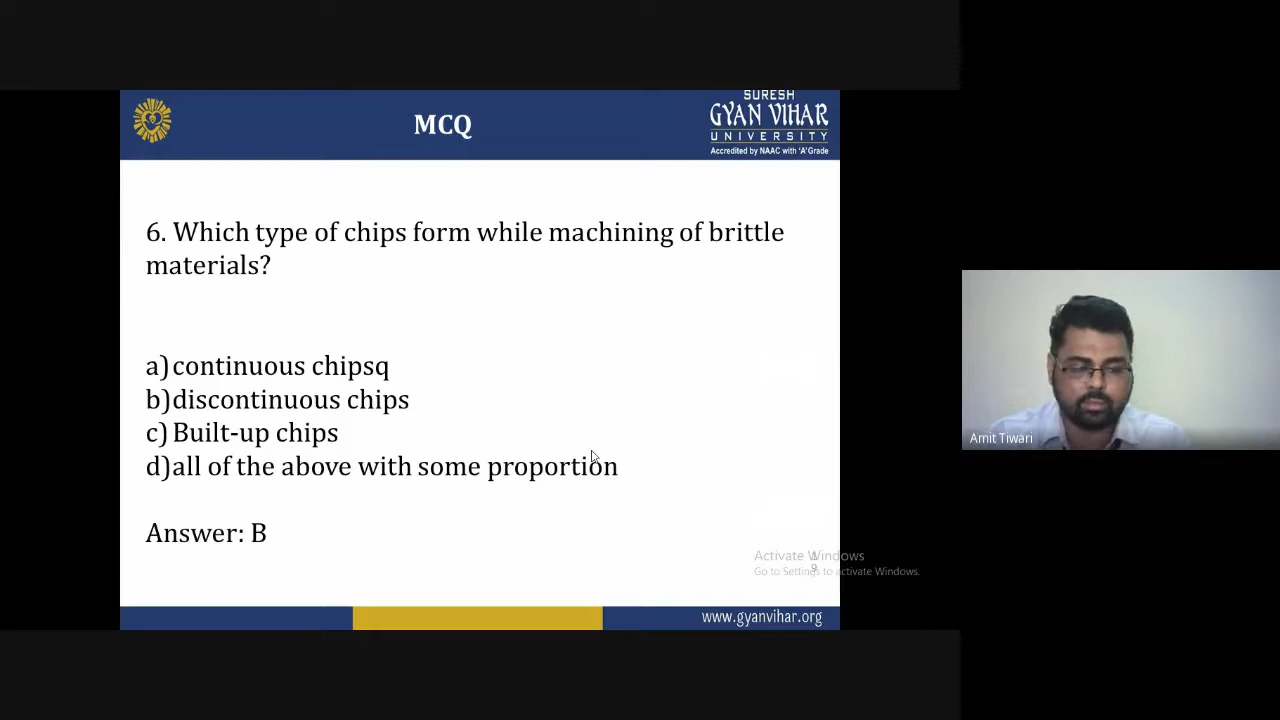 MCQ
SURESH
GYAN VIHAR
UNIVERSITY
Accredited by NAAC with 'A' Grade
6. Which type of chips form while machining of brittle
materials?
a) continuous chipsq
b) discontinuous chips
c) Built-up chips
d) all of the above with some proportion
Answer: B
Amit Tiwari
Activate Windows
Go to Settings to activate Windows.
www.gyanvihar.org